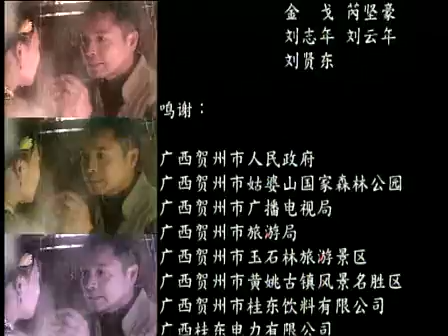 金 戈 芮坚豪
刘志年 刘云年
刘贤东
鸣谢：
广西贺州市人民政府
广西贺州市姑婆山国家森林公园
广西贺州市广播电视局
广西贺州市旅游局
广西贺州市玉石林旅游景区
广西贺州市黄姚古镇风景名胜区
广西贺州市桂东饮料有限公司
广西桂东电力有限公司